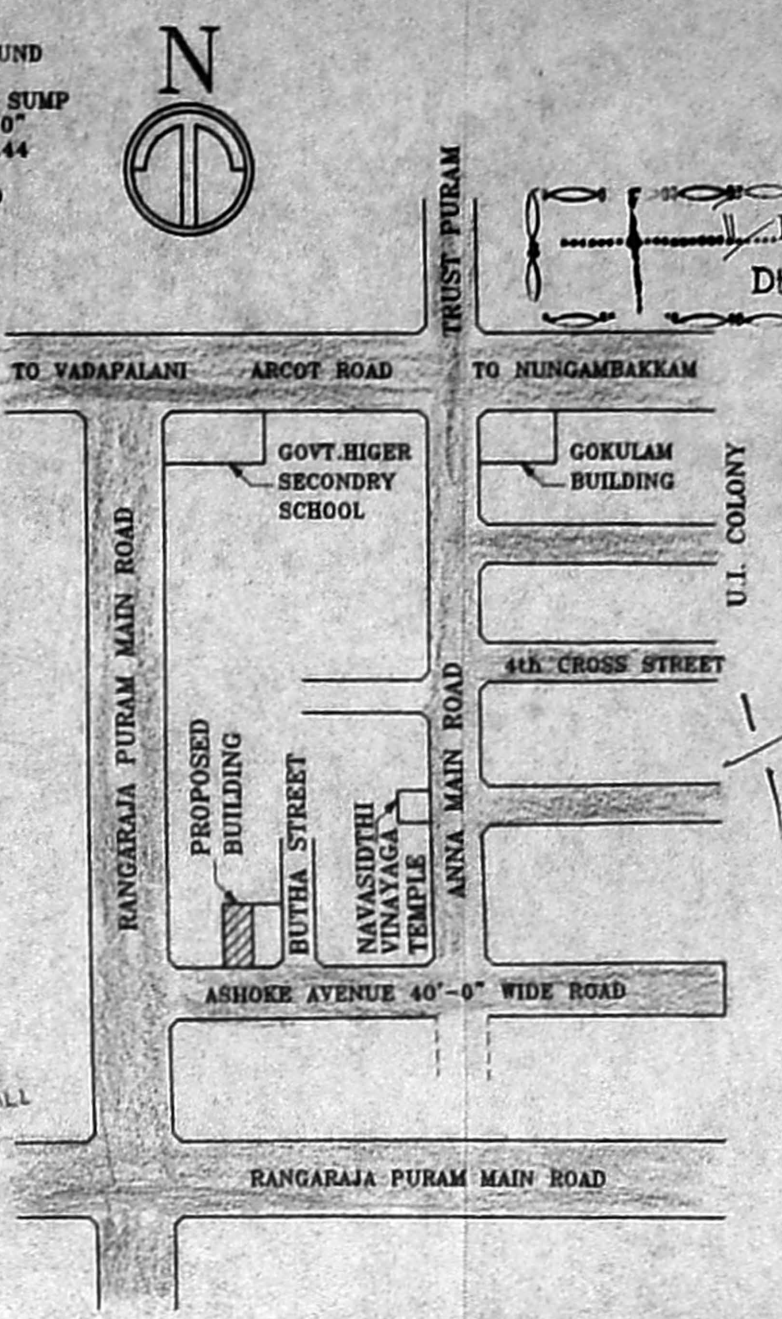 UND
SUMP
0"
.44
N
TRUST PURAM
TO VADAPALANI ARCOT ROAD TO NUNGAMBAKKAM
GOVT.HIGER
SECONDRY
SCHOOL
GOKULAM
BUILDING
U.I. COLONY
RANGARAJA PURAM MAIN ROAD
4th CROSS STREET
ANNA MAIN ROAD
PROPOSED
BUILDING
BUTHA STREET
NAVASIDTHI
VINAYAGA
TEMPLE
ASHOKE AVENUE 40'-0" WIDE ROAD
ALL
RANGARAJA PURAM MAIN ROAD